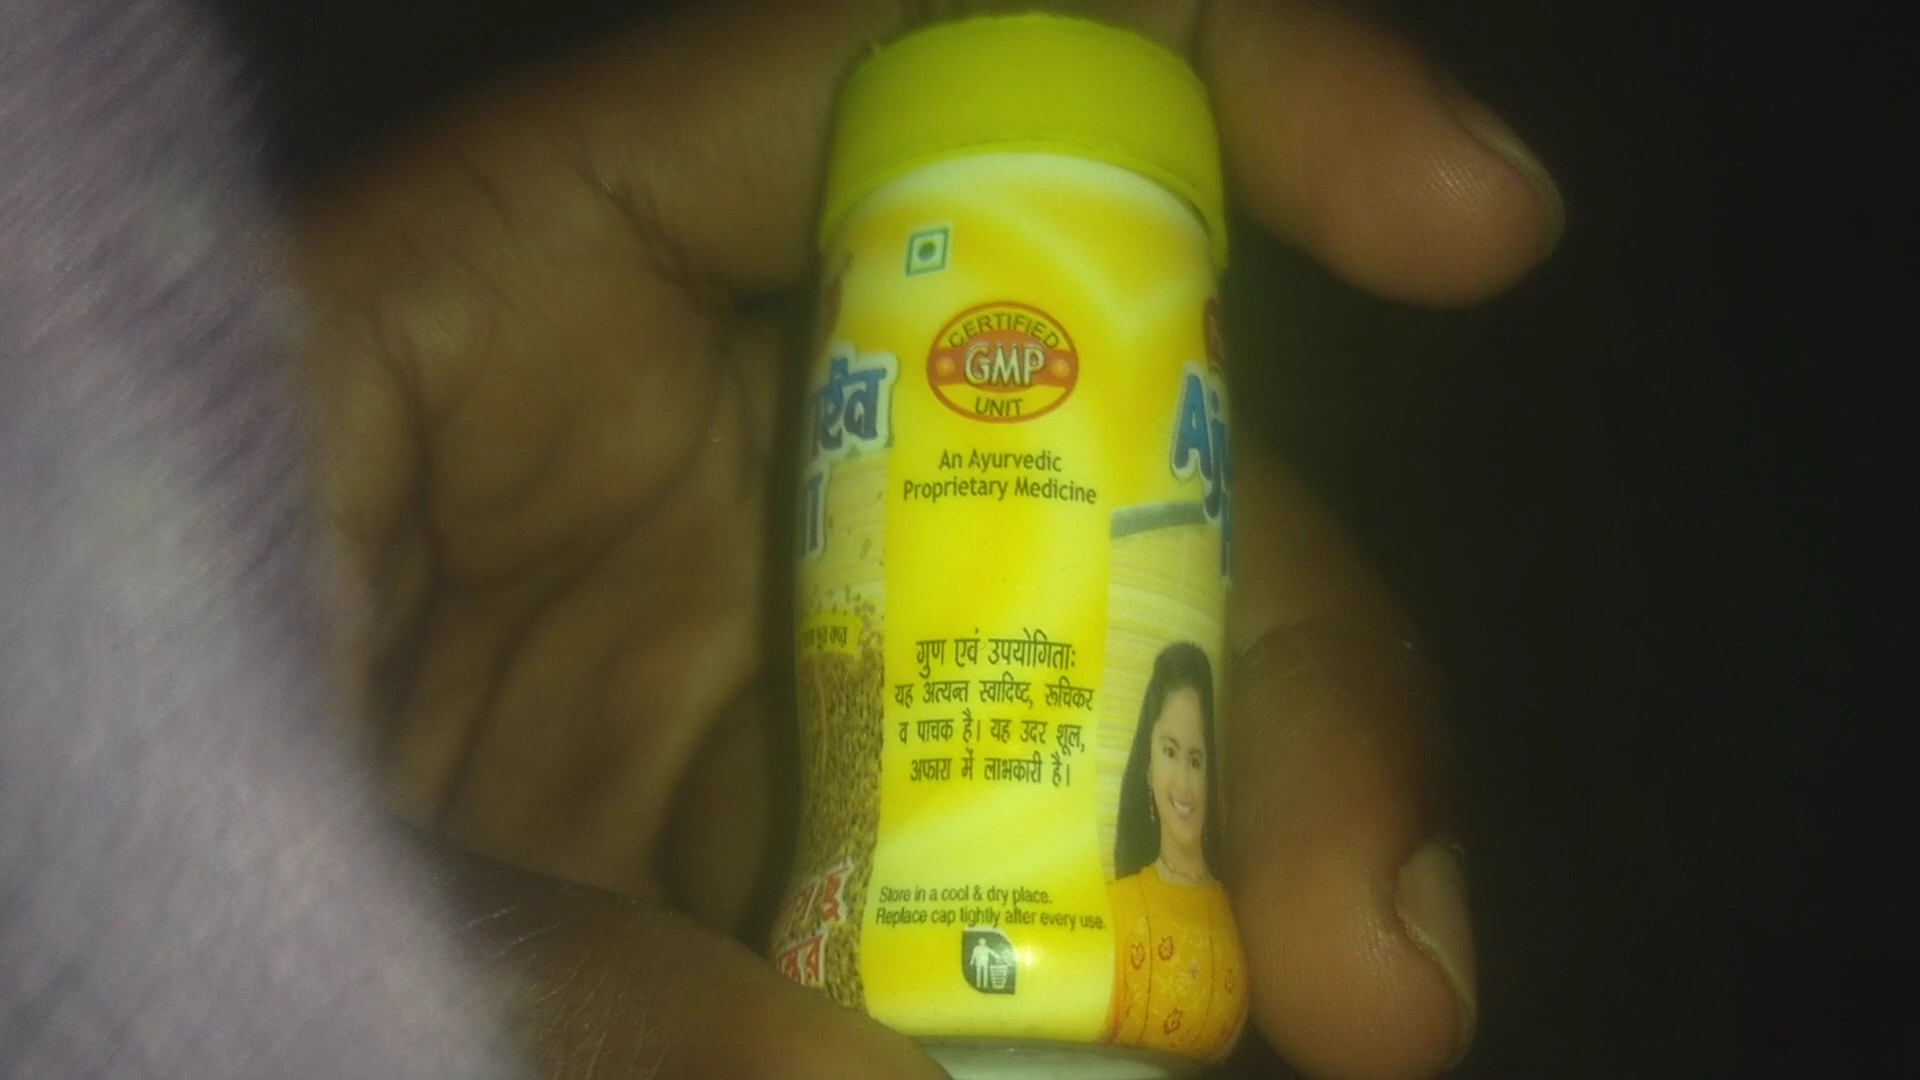 CERTIFIED
GMP
UNIT
An Ayurvedic
Proprietary Medicine
गुण एवं उपयोगिताः
यह अत्यन्त स्वादिष्ट, रूचिकर
व पाचक है। यह उदर शूल,
अफारा में लाभकारी है।
Store in a cool & dry place.
Replace cap tightly after every use.